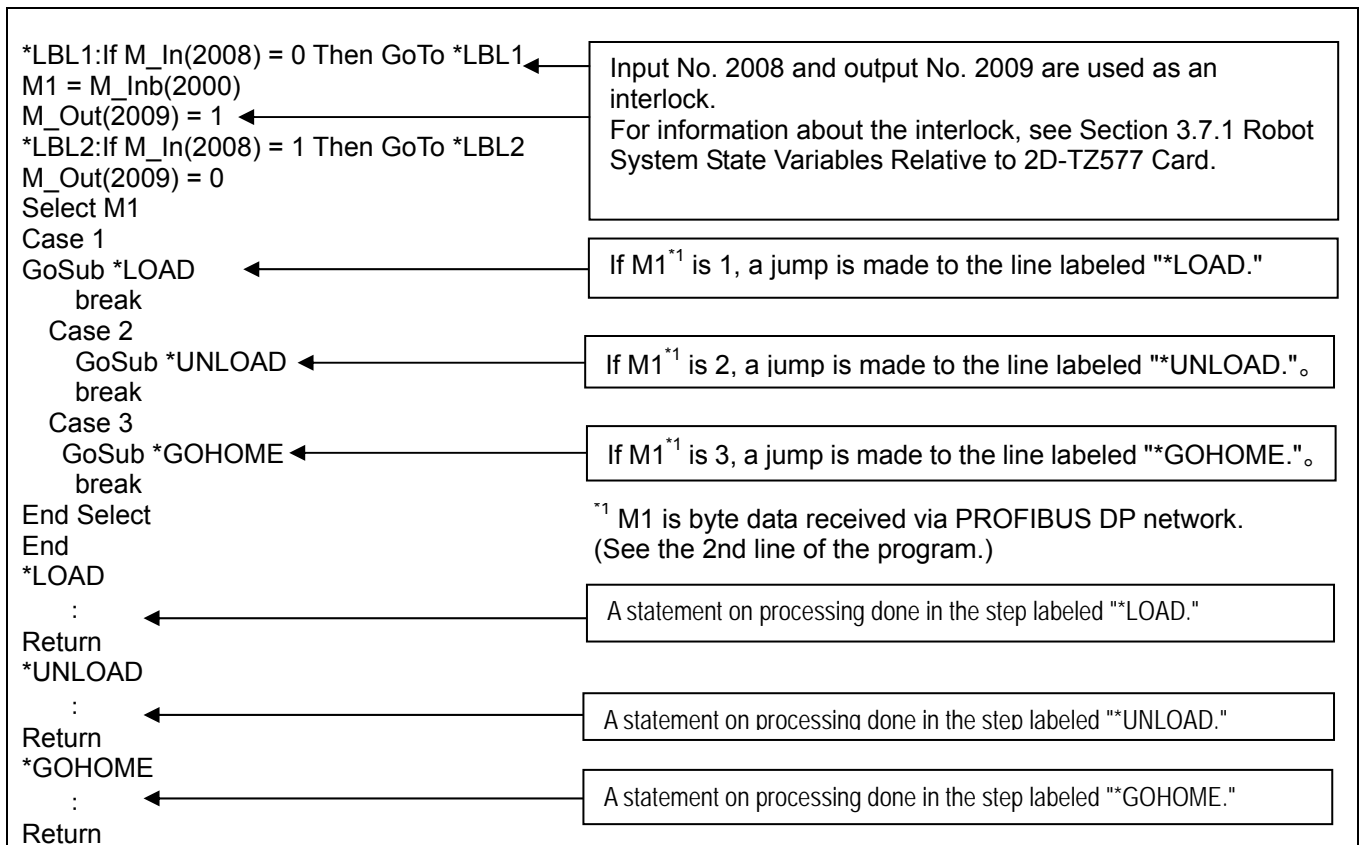 *LBL1:If M_In(2008) = 0 Then GoTo *LBL1
M1 = M_Inb(2000)
M_Out(2009) = 1
*LBL2:If M_In(2008) = 1 Then GoTo *LBL2
M_Out(2009) = 0
Select M1
Case 1
GoSub *LOAD
break
Case 2
GoSub *UNLOAD
break
Case 3
GoSub *GOHOME
break
End Select
End
*LOAD
:
Return
*UNLOAD
:
Return
*GOHOME
:
Return
Input No. 2008 and output No. 2009 are used as an
interlock.
For information about the interlock, see Section 3.7.1 Robot
System State Variables Relative to 2D-TZ577 Card.
If M1*1 is 1, a jump is made to the line labeled "*LOAD."
If M1*1 is 2, a jump is made to the line labeled "*UNLOAD."。
If M1*1 is 3, a jump is made to the line labeled "*GOHOME."。
*1 M1 is byte data received via PROFIBUS DP network.
(See the 2nd line of the program.)
A statement on processing done in the step labeled "*LOAD."
A statement on processing done in the step labeled "*UNLOAD."
A statement on processing done in the step labeled "*GOHOME."